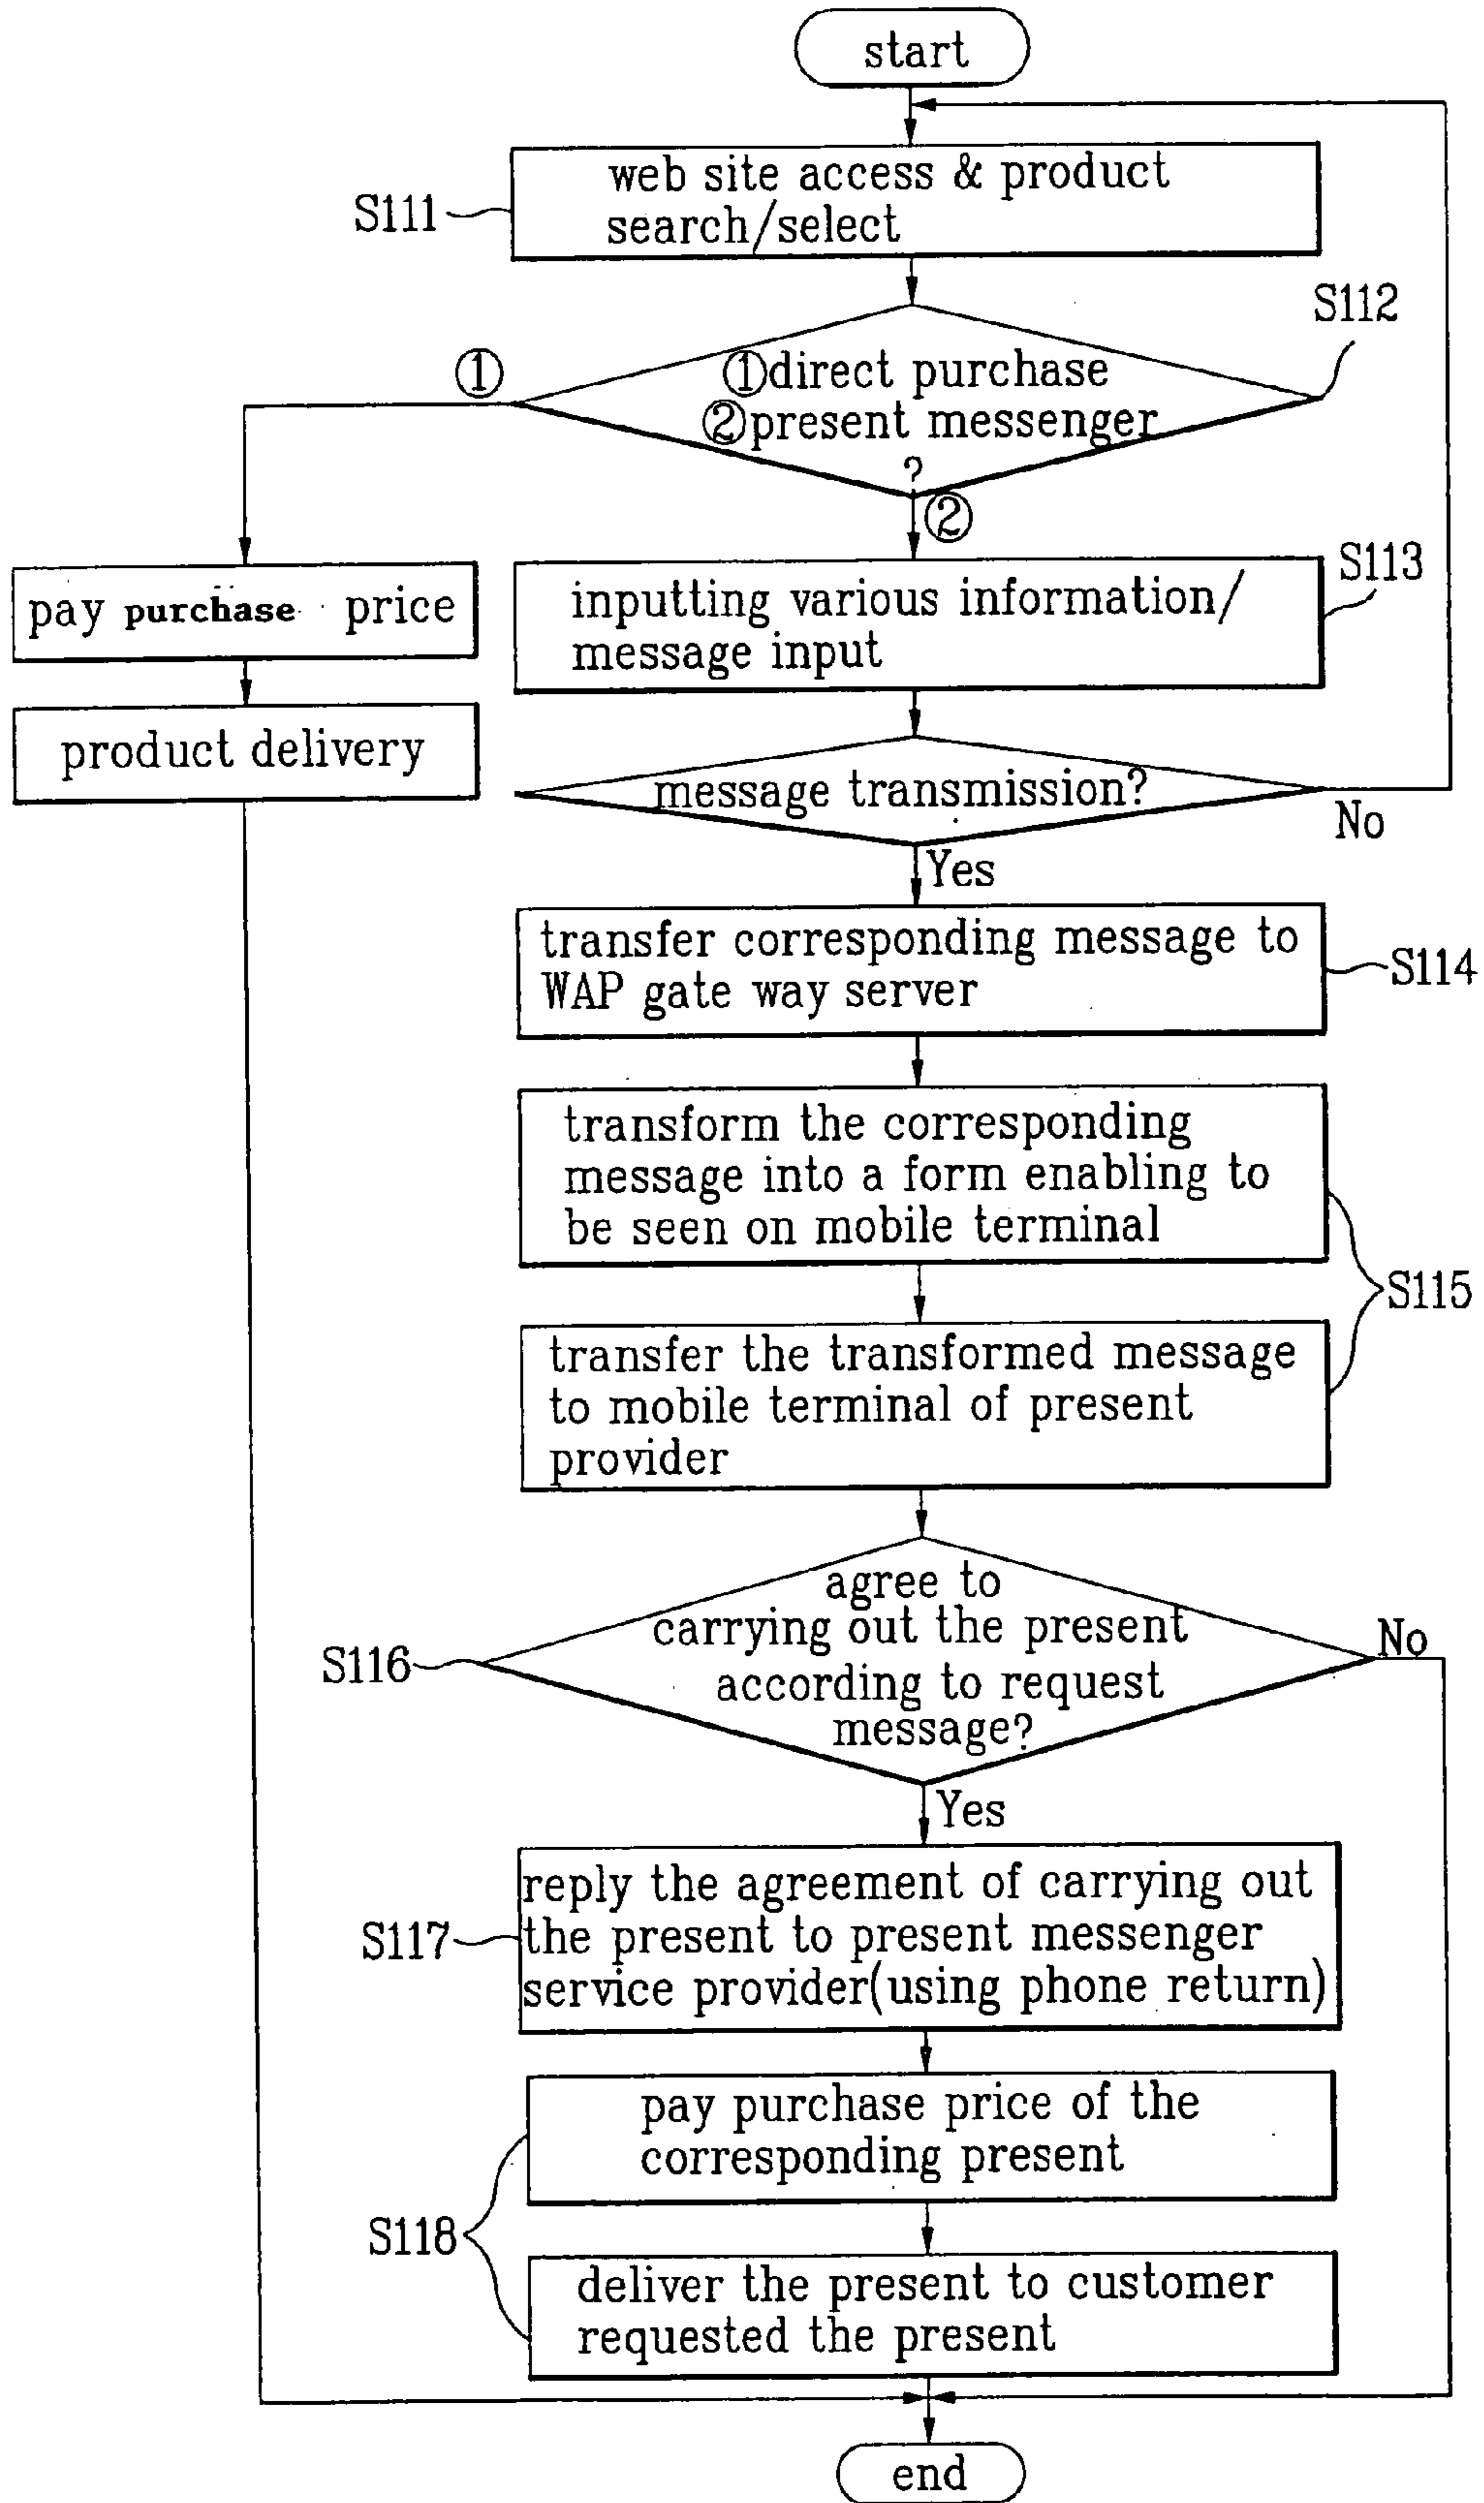 start
web site access & product
search/select
S111
S112
①
①direct purchase
②present messenger
?
②
pay purchase price
product delivery
S113
inputting various information/
message input
message transmission?
No
Yes
transfer corresponding message to
WAP gate way server
S114
transform the corresponding
message into a form enabling to
be seen on mobile terminal
S115
transfer the transformed message
to mobile terminal of present
provider
agree to
carrying out the present
according to request
message?
S116
No
Yes
reply the agreement of carrying out
the present to present messenger
service provider(using phone return)
S117
pay purchase price of the
corresponding present
S118
deliver the present to customer
requested the present
end